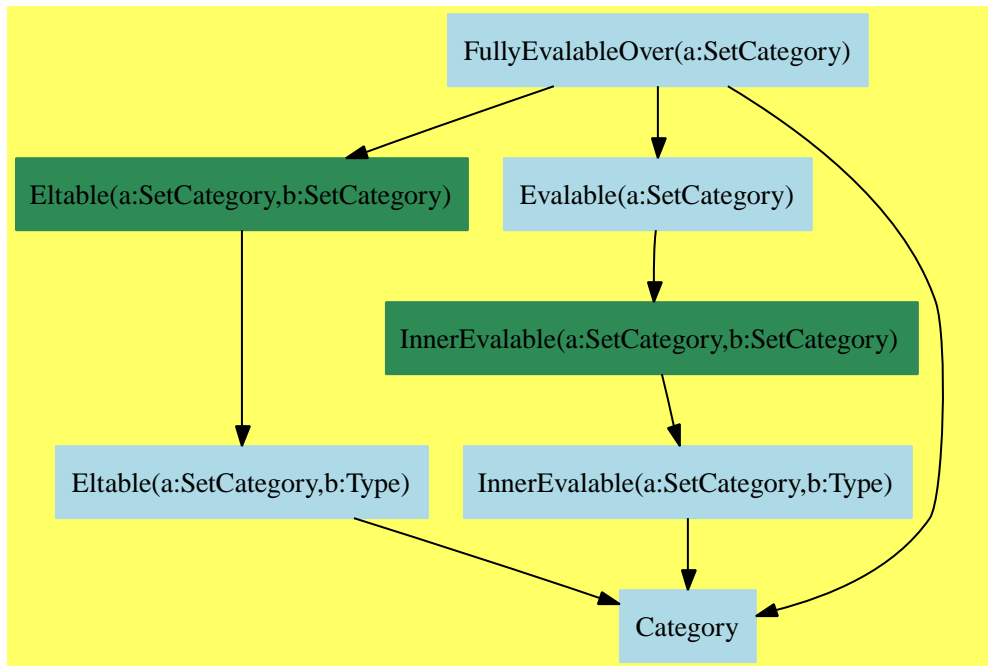 FullyEvalableOver(a:SetCategory)
Eltable(a:SetCategory,b:SetCategory)
Evalable(a:SetCategory)
InnerEvalable(a:SetCategory,b:SetCategory)
Eltable(a:SetCategory,b:Type)
InnerEvalable(a:SetCategory,b:Type)
Category